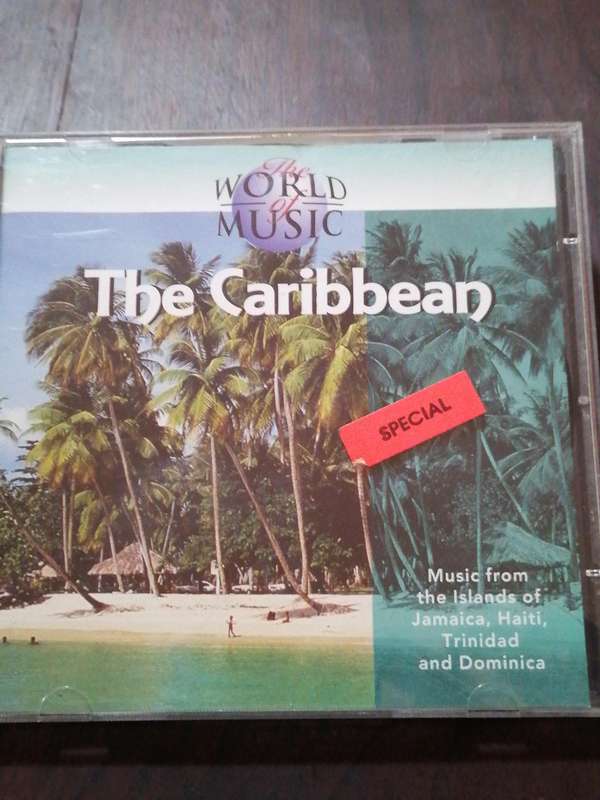 The
WORLD
of
MUSIC
The Caribbean
SPECIAL
Music from
the Islands of
Jamaica, Haiti,
Trinidad
and Dominica